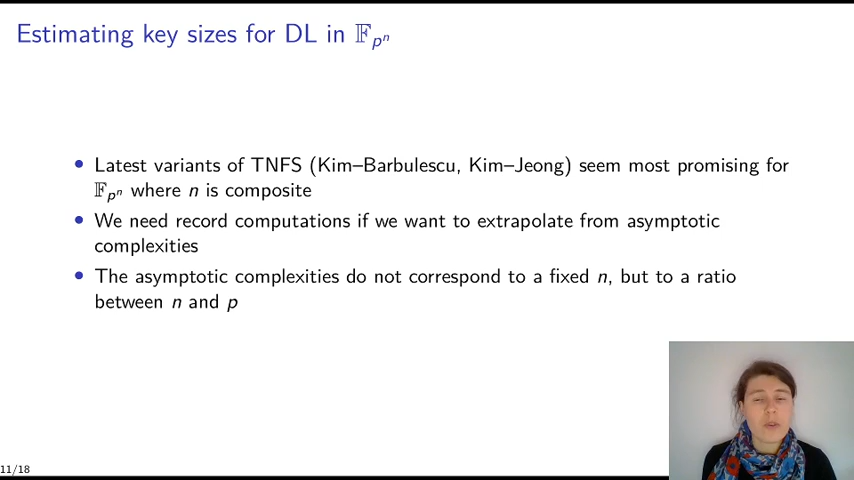 Estimating key sizes for DL in 𝔽pⁿ
• Latest variants of TNFS (Kim–Barbulescu, Kim–Jeong) seem most promising for
𝔽pⁿ where n is composite
• We need record computations if we want to extrapolate from asymptotic
complexities
• The asymptotic complexities do not correspond to a fixed n, but to a ratio
between n and p
11/18